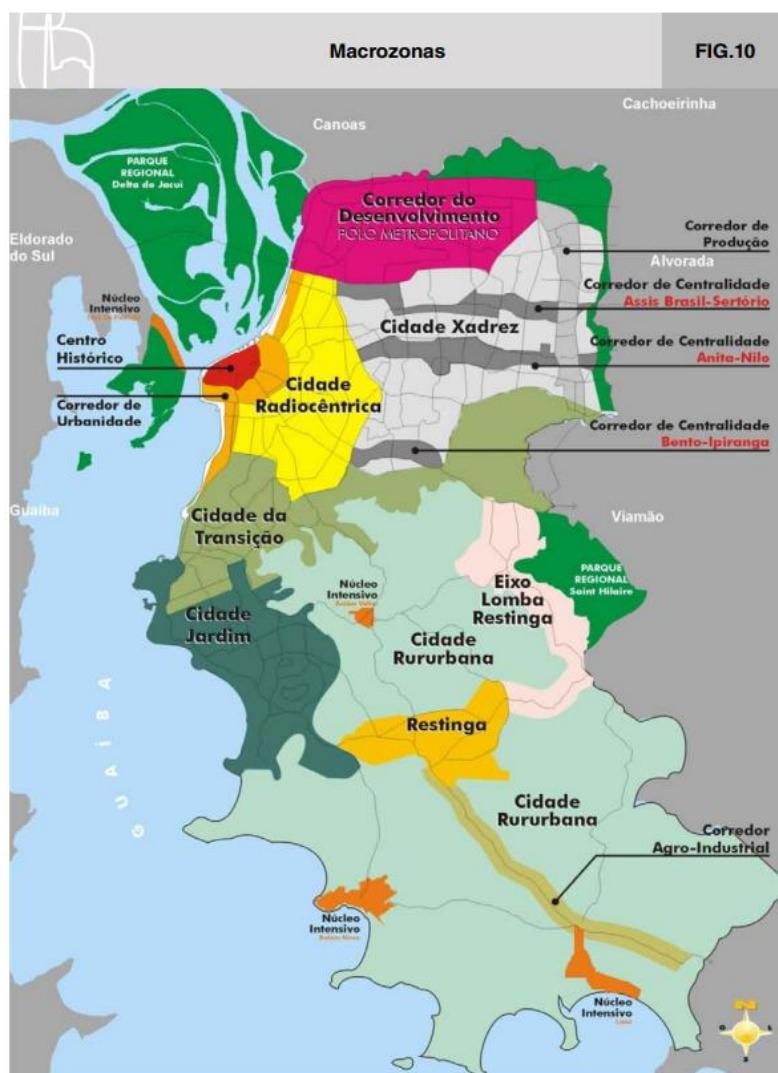 Macrozonas
FIG.10
Cachoeirinha
Canoas
PARQUE
REGIONAL
Delta do Jacuí
Corredor do
Desenvolvimento
POLO METROPOLITANO
Corredor de
Produção
Eldorado
do Sul
Alvorada
Núcleo
Intensivo
Corredor de Centralidade
Assis Brasil-Sertório
Cidade Xadrez
Centro
Histórico
Corredor de Centralidade
Anita-Nilo
Cidade
Radiocêntrica
Corredor de
Urbanidade
Corredor de Centralidade
Bento-Ipiranga
Guaíba
Viamão
Cidade da
Transição
PARQUE
REGIONAL
Saint Hilaire
Núcleo
Intensivo
Eixo
Lomba
Restinga
Cidade
Jardim
Cidade
Rururbana
GUAÍBA
Restinga
Cidade
Rururbana
Corredor
Agro-Industrial
Núcleo
Intensivo
Belém Novo
Núcleo
Intensivo
Lami
N
O
L
S